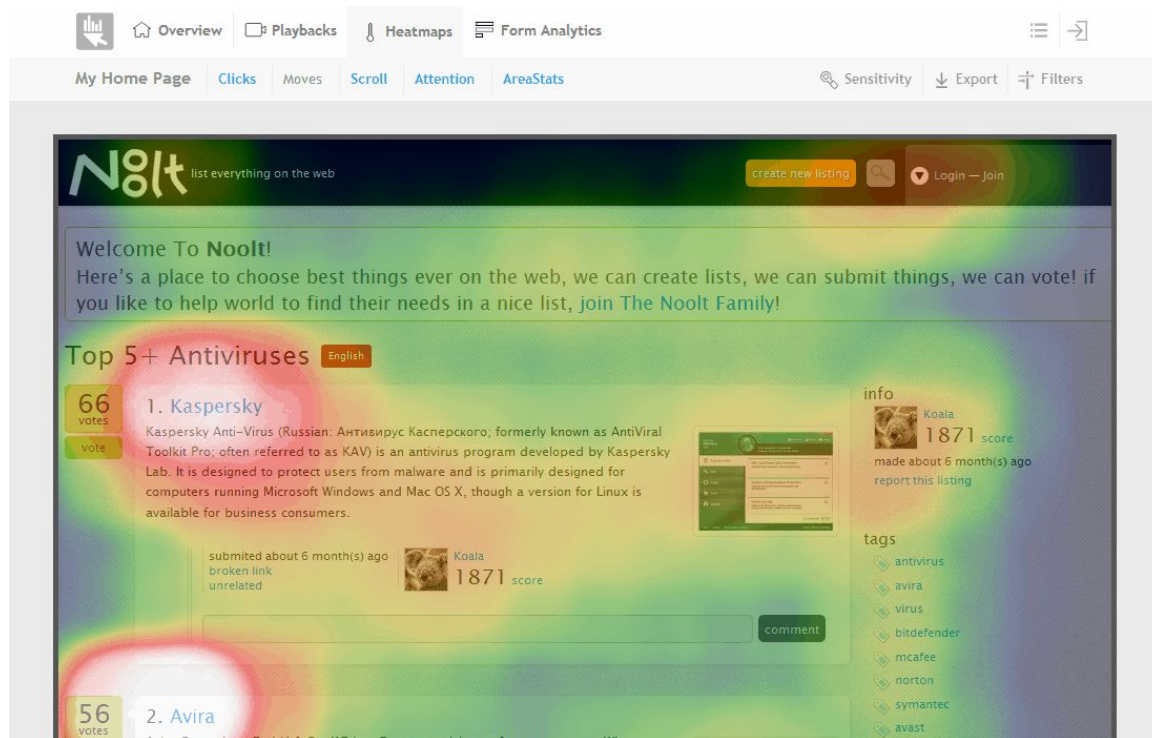 Overview Playbacks Heatmaps Form Analytics
My Home Page Clicks Moves Scroll Attention AreaStats Sensitivity Export Filters
Noolt list everything on the web create new listing Login — Join
Welcome To Noolt!
Here's a place to choose best things ever on the web, we can create lists, we can submit things, we can vote! if
you like to help world to find their needs in a nice list, join The Noolt Family!
Top 5+ Antiviruses English
66
votes
vote
1. Kaspersky
Kaspersky Anti-Virus (Russian: Антивирус Касперского; formerly known as AntiViral
Toolkit Pro; often referred to as KAV) is an antivirus program developed by Kaspersky
Lab. It is designed to protect users from malware and is primarily designed for
computers running Microsoft Windows and Mac OS X, though a version for Linux is
available for business consumers.
submited about 6 month(s) ago
broken link
unrelated
Koala
1871 score
comment
info
Koala
1871 score
made about 6 month(s) ago
report this listing
tags
antivirus
avira
virus
bitdefender
mcafee
norton
symantec
avast
56
votes
2. Avira